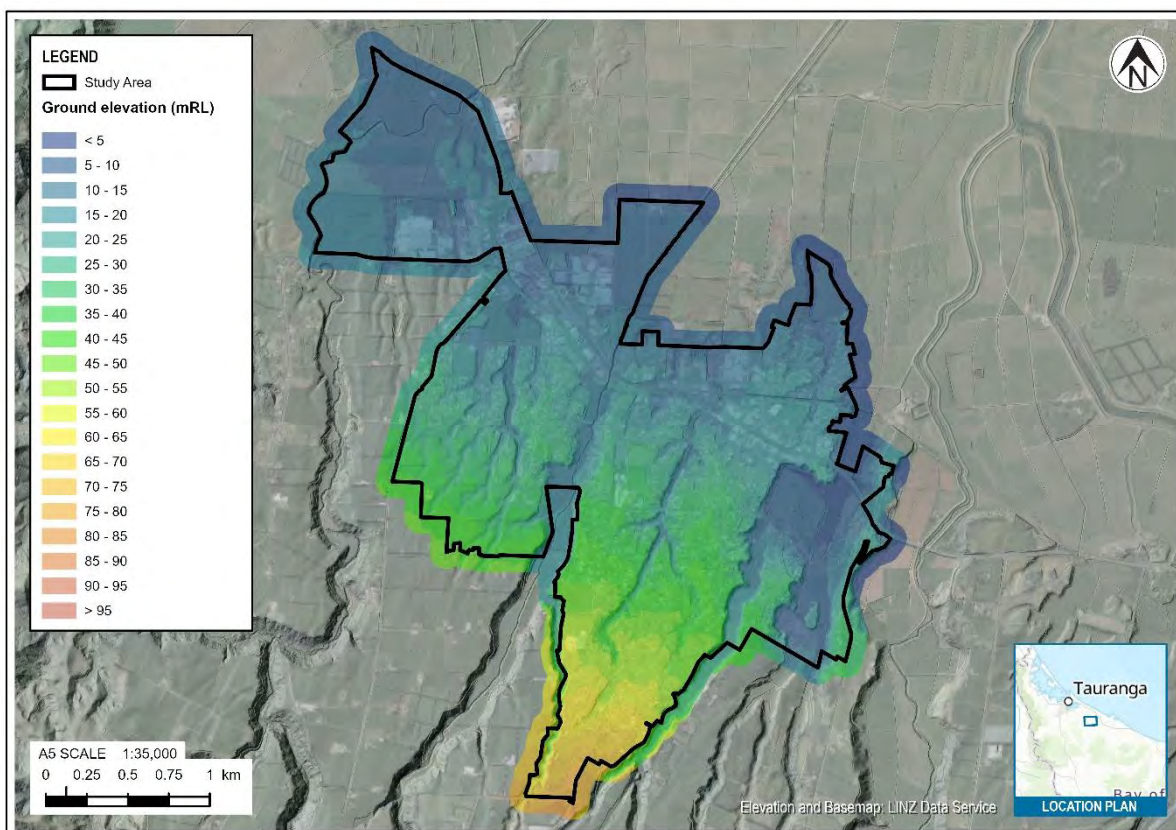 LEGEND
Study Area
Ground elevation (mRL)
< 5
5 - 10
10 - 15
15 - 20
20 - 25
25 - 30
30 - 35
35 - 40
40 - 45
45 - 50
50 - 55
55 - 60
60 - 65
65 - 70
70 - 75
75 - 80
80 - 85
85 - 90
90 - 95
> 95
N
A5 SCALE 1:35,000
0 0.25 0.5 0.75 1 km
Elevation and Basemap: LINZ Data Service
Tauranga
Bay of
LOCATION PLAN